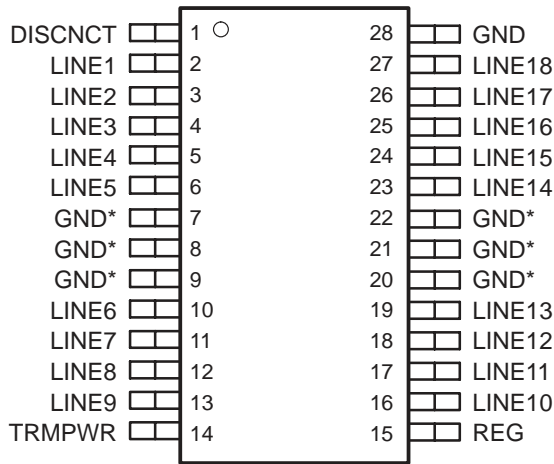 DISCNCT 1 28 GND
LINE1 2 27 LINE18
LINE2 3 26 LINE17
LINE3 4 25 LINE16
LINE4 5 24 LINE15
LINE5 6 23 LINE14
GND* 7 22 GND*
GND* 8 21 GND*
GND* 9 20 GND*
LINE6 10 19 LINE13
LINE7 11 18 LINE12
LINE8 12 17 LINE11
LINE9 13 16 LINE10
TRMPWR 14 15 REG